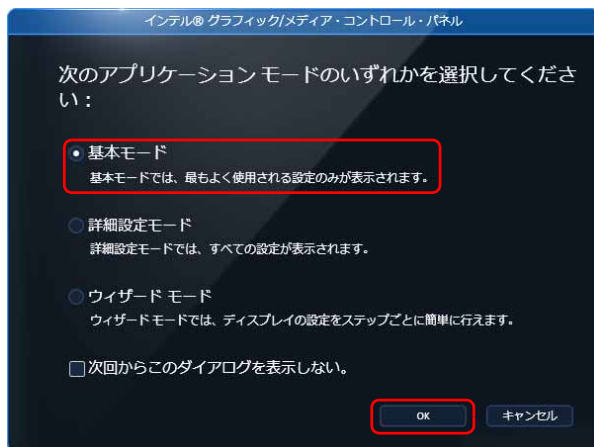 インテル® グラフィック/メディア・コントロール・パネル
次のアプリケーション モードのいずれかを選択してくださ
い：
基本モード
基本モードでは、最もよく使用される設定のみが表示されます。
詳細設定モード
詳細設定モードでは、すべての設定が表示されます。
ウィザード モード
ウィザード モードでは、ディスプレイの設定をステップごとに簡単に行えます。
次回からこのダイアログを表示しない。
OK
キャンセル